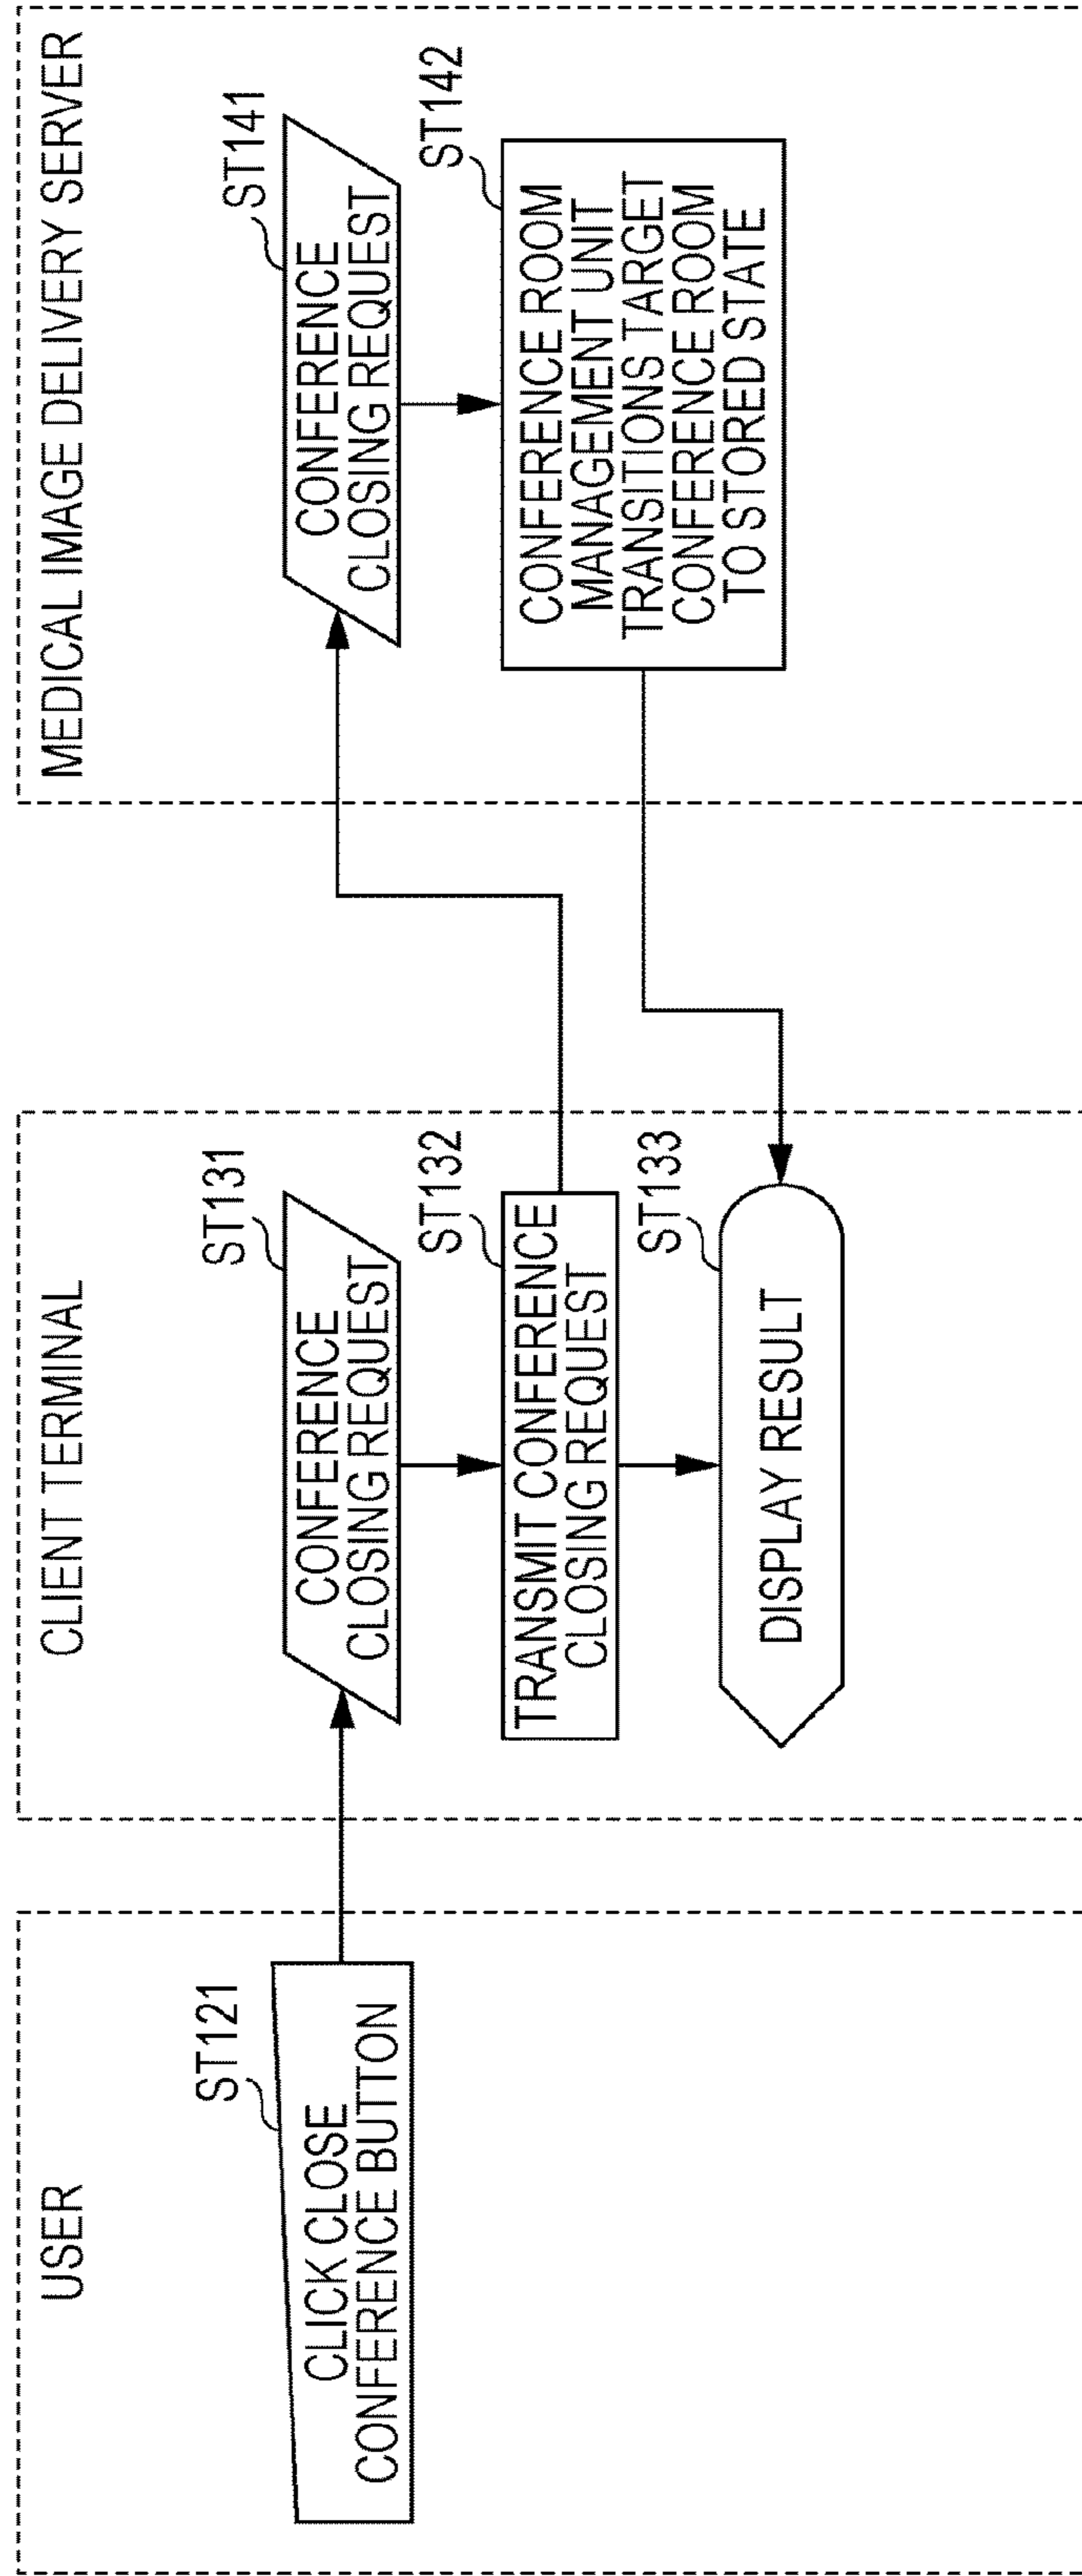 USER
ST121
CLICK CLOSE
CONFERENCE BUTTON
CLIENT TERMINAL
ST131
CONFERENCE
CLOSING REQUEST
ST132
TRANSMIT CONFERENCE
CLOSING REQUEST
ST133
DISPLAY RESULT
MEDICAL IMAGE DELIVERY SERVER
ST141
CONFERENCE
CLOSING REQUEST
ST142
CONFERENCE ROOM
MANAGEMENT UNIT
TRANSITIONS TARGET
CONFERENCE ROOM
TO STORED STATE